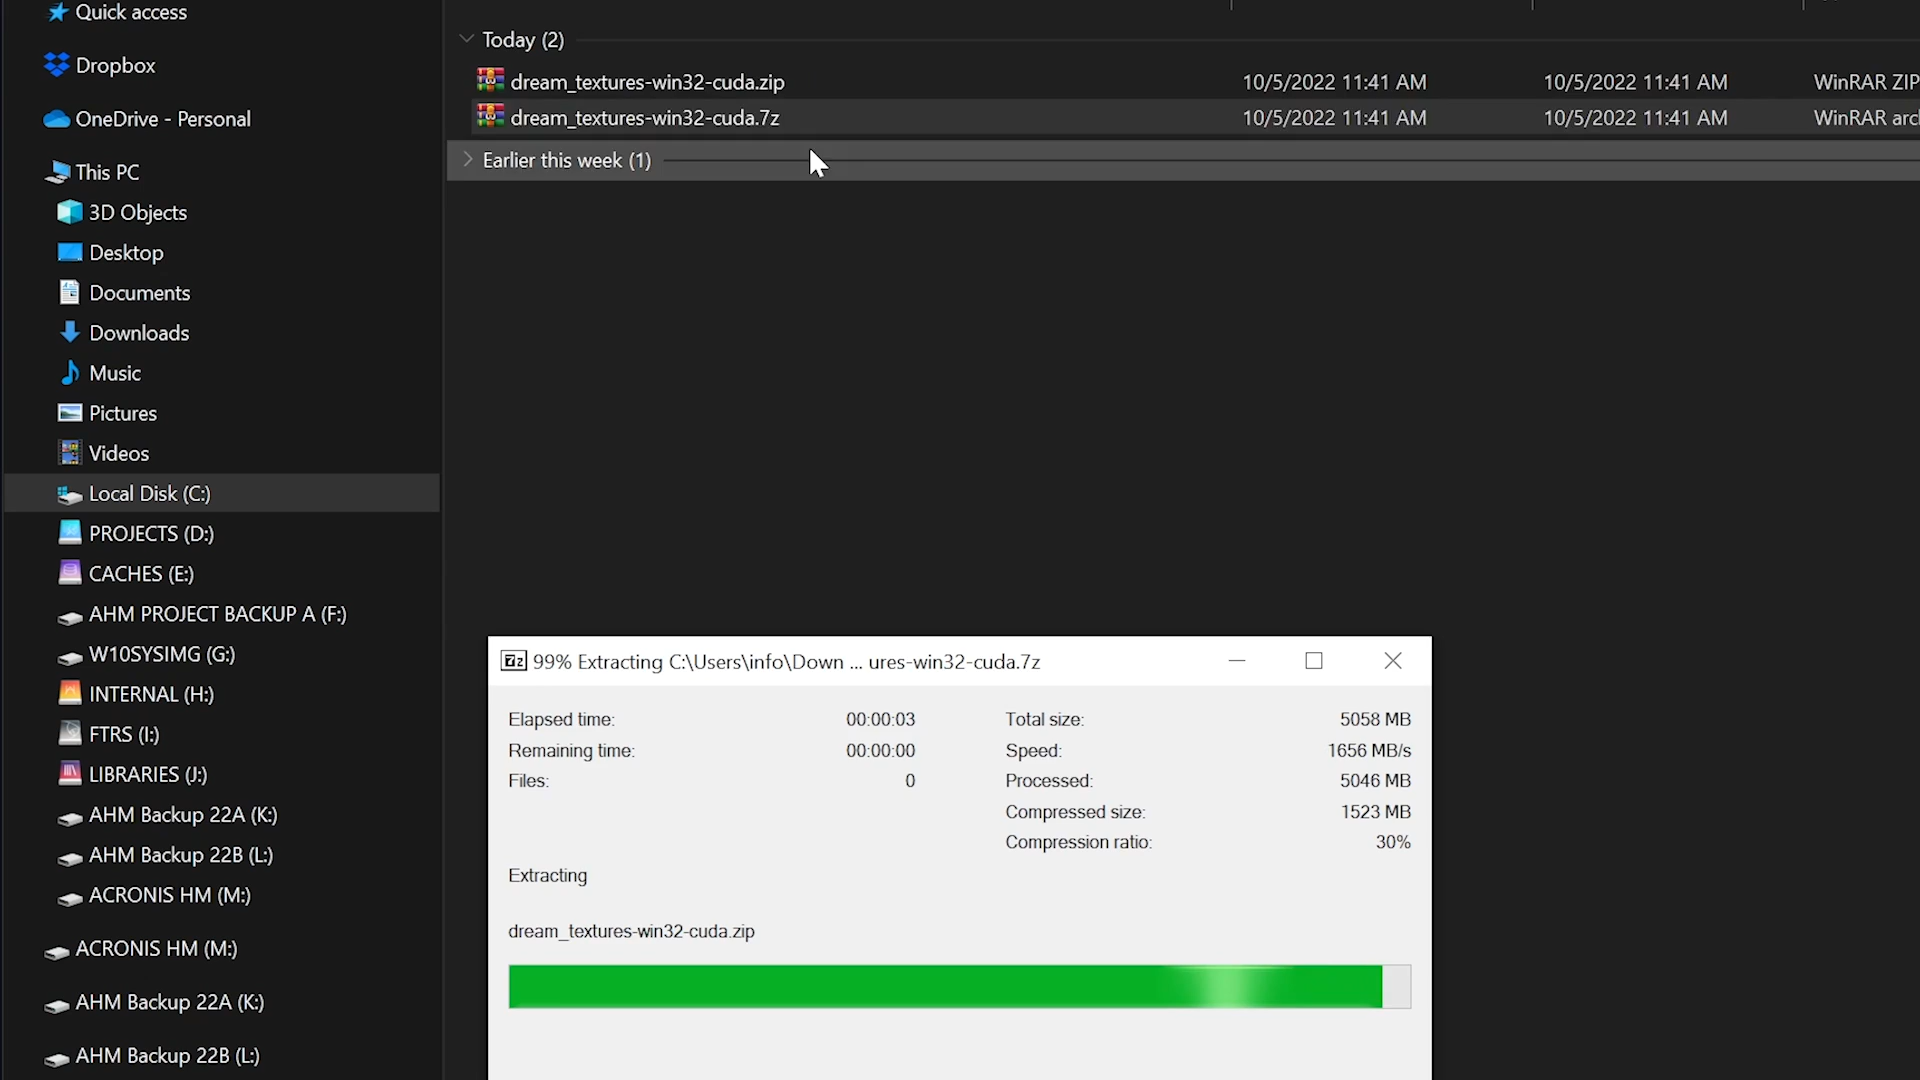 Quick access
Dropbox
OneDrive - Personal
This PC
3D Objects
Desktop
Documents
Downloads
Music
Pictures
Videos
Local Disk (C:)
PROJECTS (D:)
CACHES (E:)
AHM PROJECT BACKUP A (F:)
W10SYSIMG (G:)
INTERNAL (H:)
FTRS (I:)
LIBRARIES (J:)
AHM Backup 22A (K:)
AHM Backup 22B (L:)
ACRONIS HM (M:)
ACRONIS HM (M:)
AHM Backup 22A (K:)
AHM Backup 22B (L:)
Today (2)
dream_textures-win32-cuda.zip 10/5/2022 11:41 AM 10/5/2022 11:41 AM WinRAR ZIP
dream_textures-win32-cuda.7z 10/5/2022 11:41 AM 10/5/2022 11:41 AM WinRAR arc
Earlier this week (1)
7z 99% Extracting C:\Users\info\Down ... ures-win32-cuda.7z
Elapsed time: 00:00:03 Total size: 5058 MB
Remaining time: 00:00:00 Speed: 1656 MB/s
Files: 0 Processed: 5046 MB
Compressed size: 1523 MB
Compression ratio: 30%
Extracting
dream_textures-win32-cuda.zip